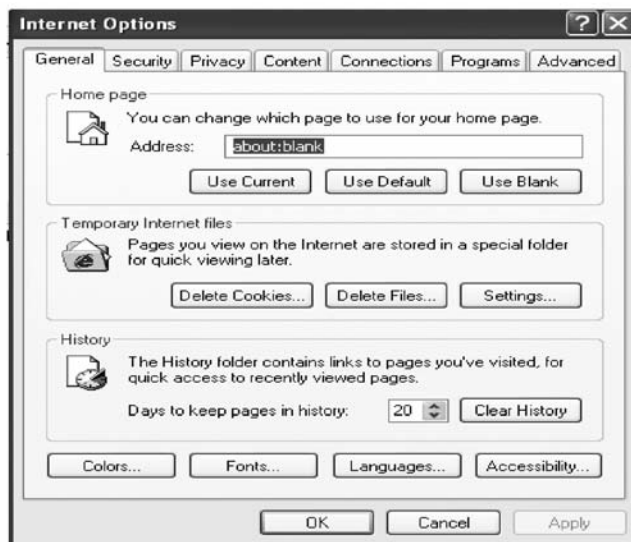 Internet Options
General Security Privacy Content Connections Programs Advanced
Home page
You can change which page to use for your home page.
Address: about:blank
Use Current Use Default Use Blank
Temporary Internet files
Pages you view on the Internet are stored in a special folder
for quick viewing later.
Delete Cookies... Delete Files... Settings...
History
The History folder contains links to pages you've visited, for
quick access to recently viewed pages.
Days to keep pages in history: 20 Clear History
Colors... Fonts... Languages... Accessibility...
OK Cancel Apply